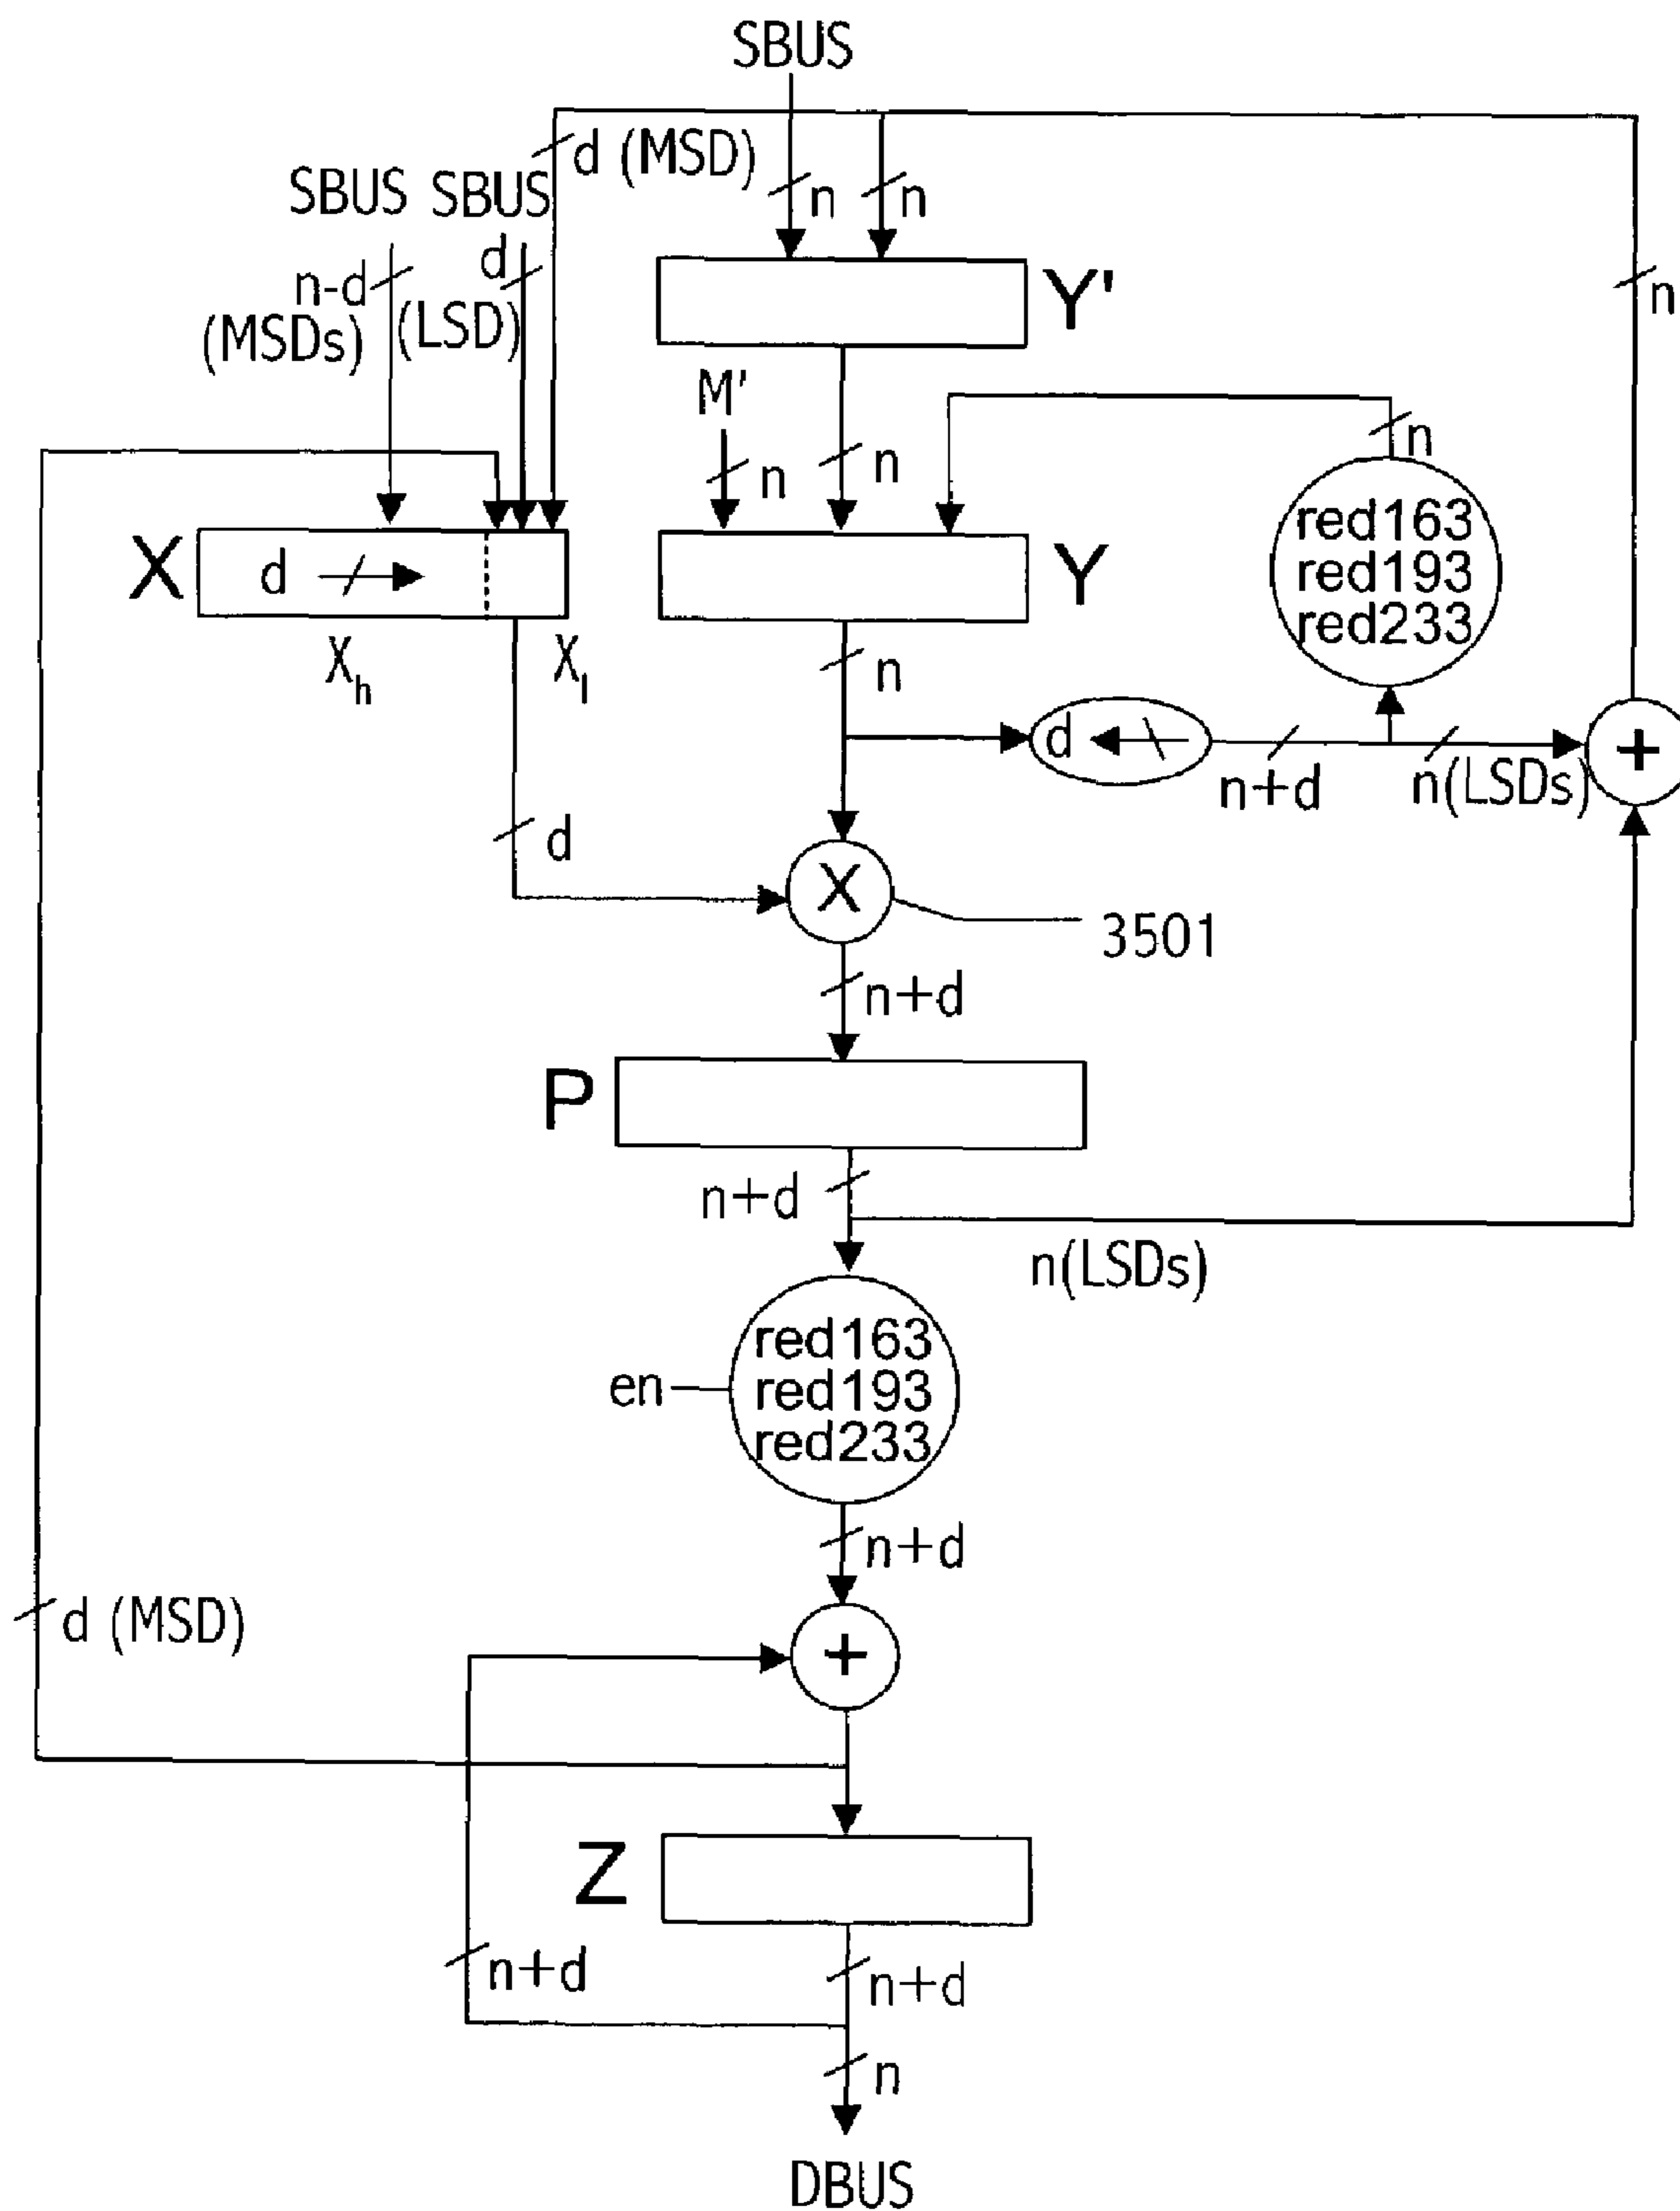 SBUS
d (MSD)
SBUS SBUS
n
n
n
d
n-d
(MSDs)
(LSD)
Y'
M'
n
n
n
X
d
Y
red163
red193
red233
Xh
Xl
n
d
n+d
n(LSDs)
+
d
X
3501
n+d
P
n+d
n(LSDs)
red163
red193
red233
en
n+d
d (MSD)
+
Z
n+d
n+d
n
DBUS